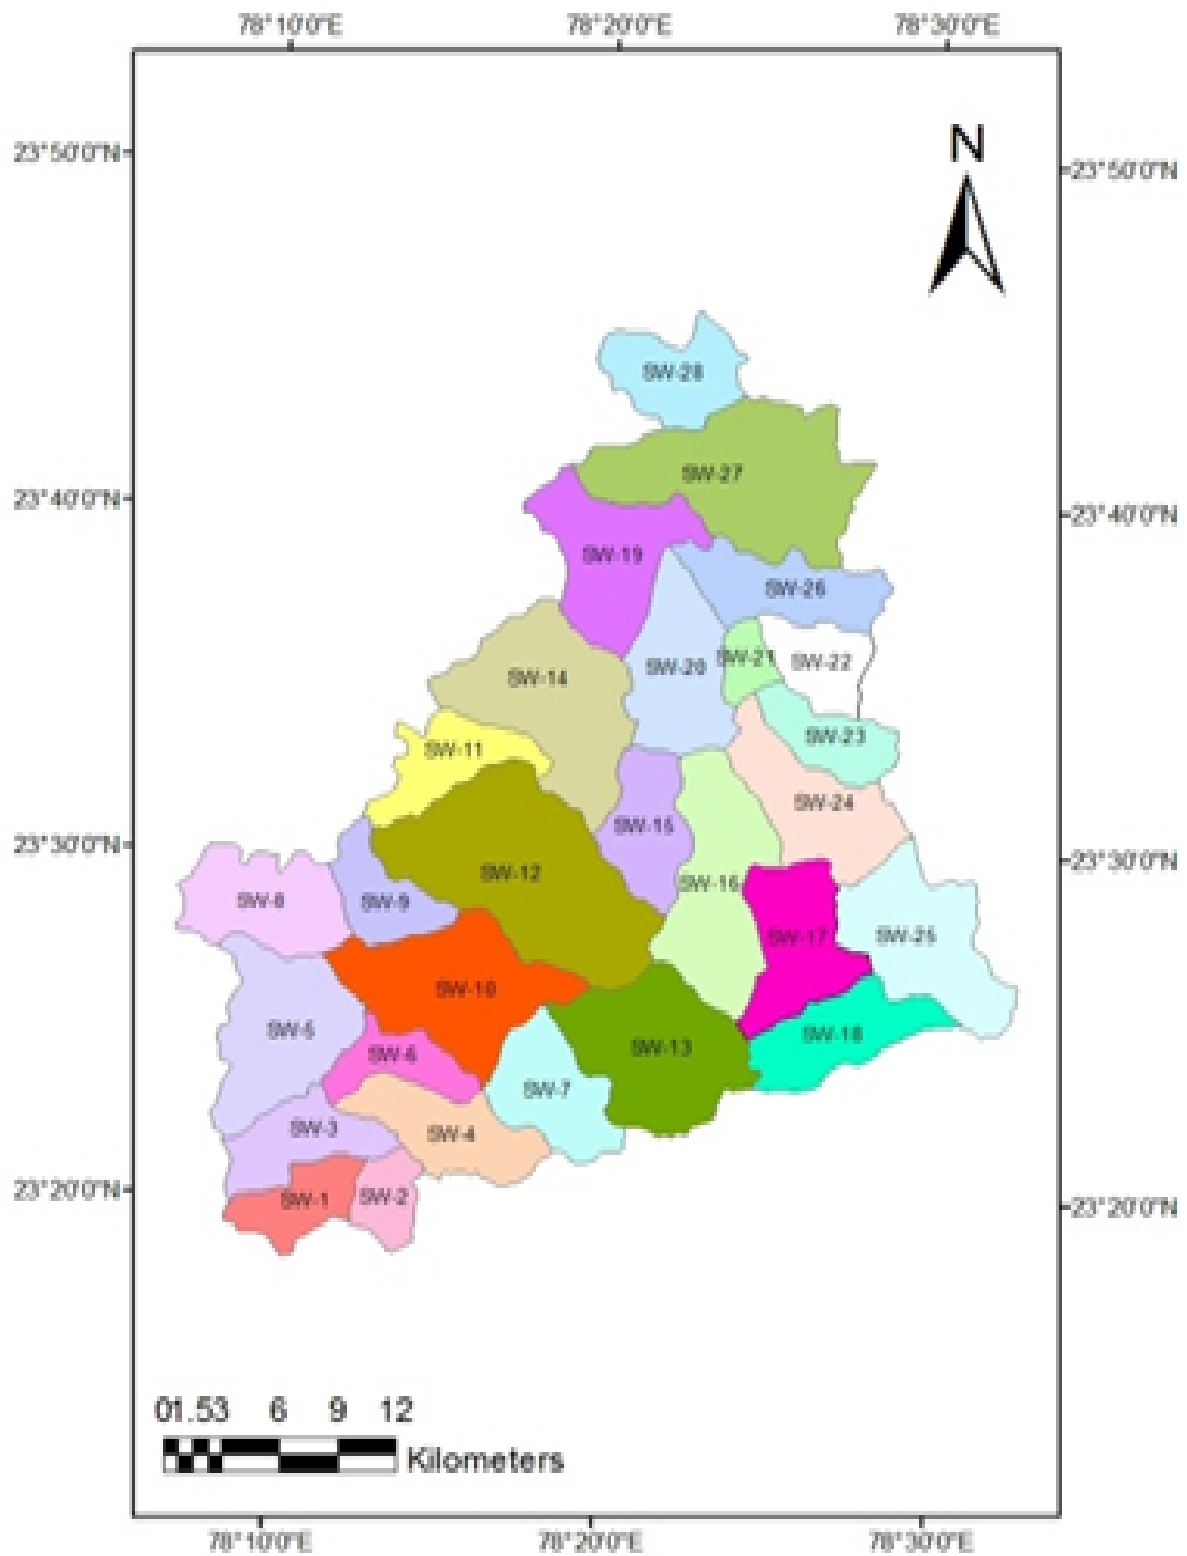 78°10'0"E 78°20'0"E 78°30'0"E
23°50'0"N
23°50'0"N
N
SW-28
SW-27
23°40'0"N
23°40'0"N
SW-19
SW-26
SW-14
SW-20
SW-21
SW-22
SW-11
SW-23
SW-24
SW-15
23°30'0"N
23°30'0"N
SW-12
SW-16
SW-8
SW-9
SW-17
SW-25
SW-10
SW-5
SW-6
SW-13
SW-18
SW-7
SW-3
SW-4
23°20'0"N
SW-1
SW-2
23°20'0"N
01.53 6 9 12
Kilometers
78°10'0"E 78°20'0"E 78°30'0"E